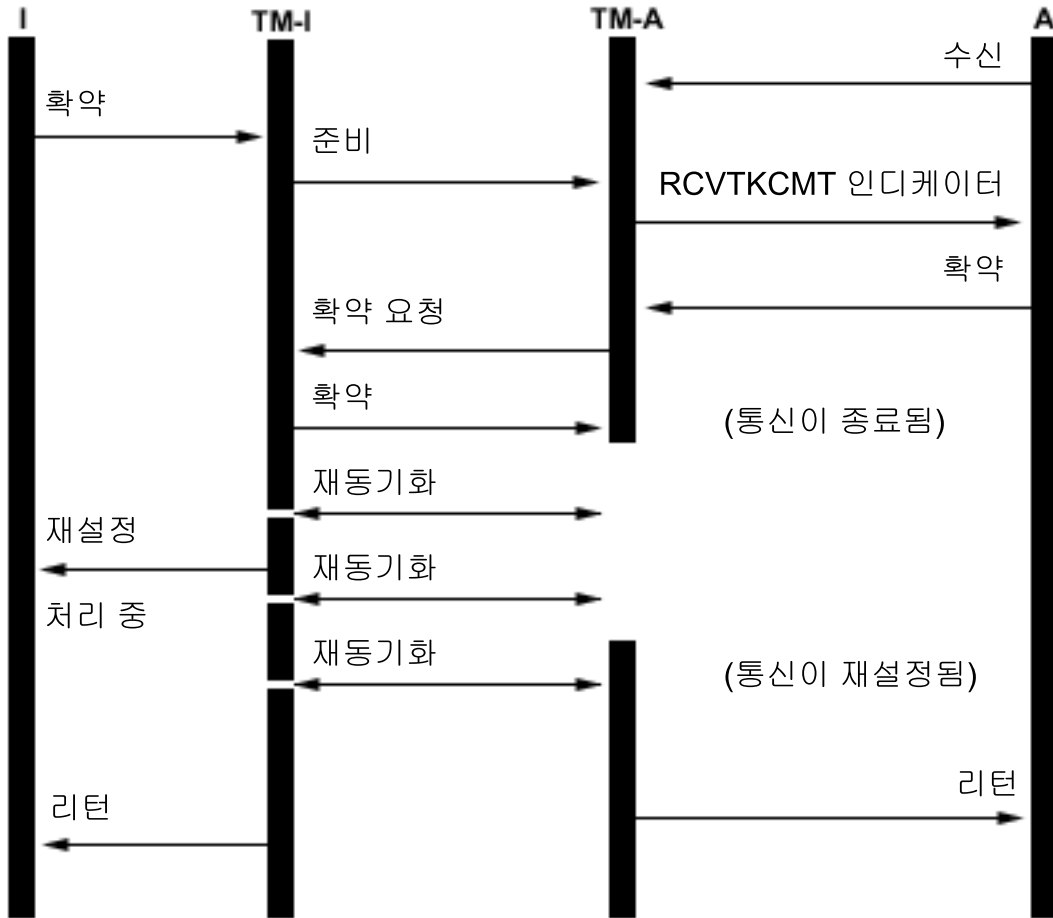 I
TM-I
TM-A
A
수신
확약
준비
RCVTKCMT 인디케이터
확약
확약 요청
확약
(통신이 종료됨)
재동기화
재설정
재동기화
처리 중
재동기화
(통신이 재설정됨)
리턴
리턴